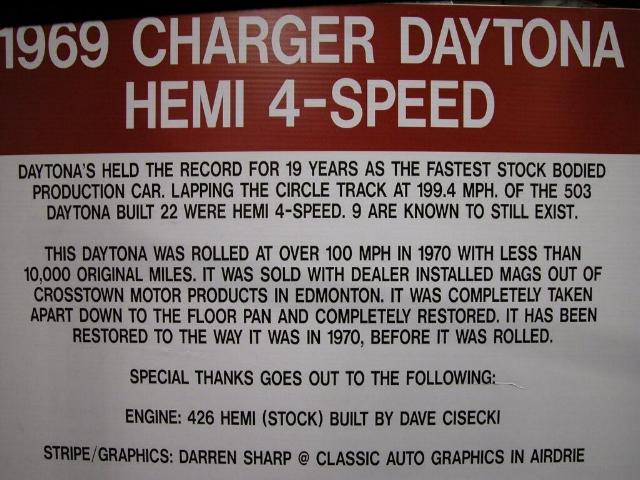 1969 CHARGER DAYTONA
HEMI 4-SPEED
DAYTONA'S HELD THE RECORD FOR 19 YEARS AS THE FASTEST STOCK BODIED
PRODUCTION CAR. LAPPING THE CIRCLE TRACK AT 199.4 MPH. OF THE 503
DAYTONA BUILT 22 WERE HEMI 4-SPEED. 9 ARE KNOWN TO STILL EXIST.
THIS DAYTONA WAS ROLLED AT OVER 100 MPH IN 1970 WITH LESS THAN
10,000 ORIGINAL MILES. IT WAS SOLD WITH DEALER INSTALLED MAGS OUT OF
CROSSTOWN MOTOR PRODUCTS IN EDMONTON. IT WAS COMPLETELY TAKEN
APART DOWN TO THE FLOOR PAN AND COMPLETELY RESTORED. IT HAS BEEN
RESTORED TO THE WAY IT WAS IN 1970, BEFORE IT WAS ROLLED.
SPECIAL THANKS GOES OUT TO THE FOLLOWING:
ENGINE: 426 HEMI (STOCK) BUILT BY DAVE CISECKI
STRIPE/GRAPHICS: DARREN SHARP @ CLASSIC AUTO GRAPHICS IN AIRDRIE